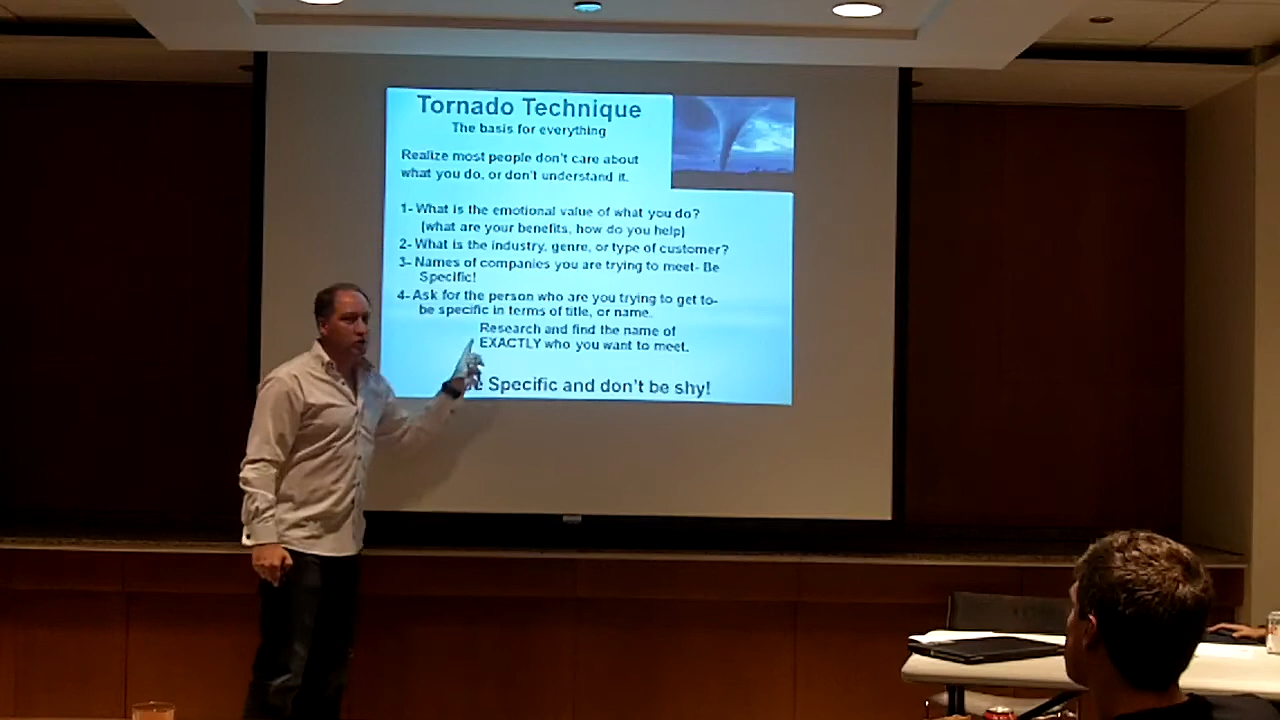 Tornado Technique
The basis for everything
Realize most people don't care about
what you do, or don't understand it.
1- What is the emotional value of what you do?
(what are your benefits, how do you help)
2- What is the industry, genre, or type of customer?
3- Names of companies you are trying to meet- Be
Specific!
4- Ask for the person who are you trying to get to-
be specific in terms of title, or name.
Research and find the name of
EXACTLY who you want to meet.
Specific and don't be shy!